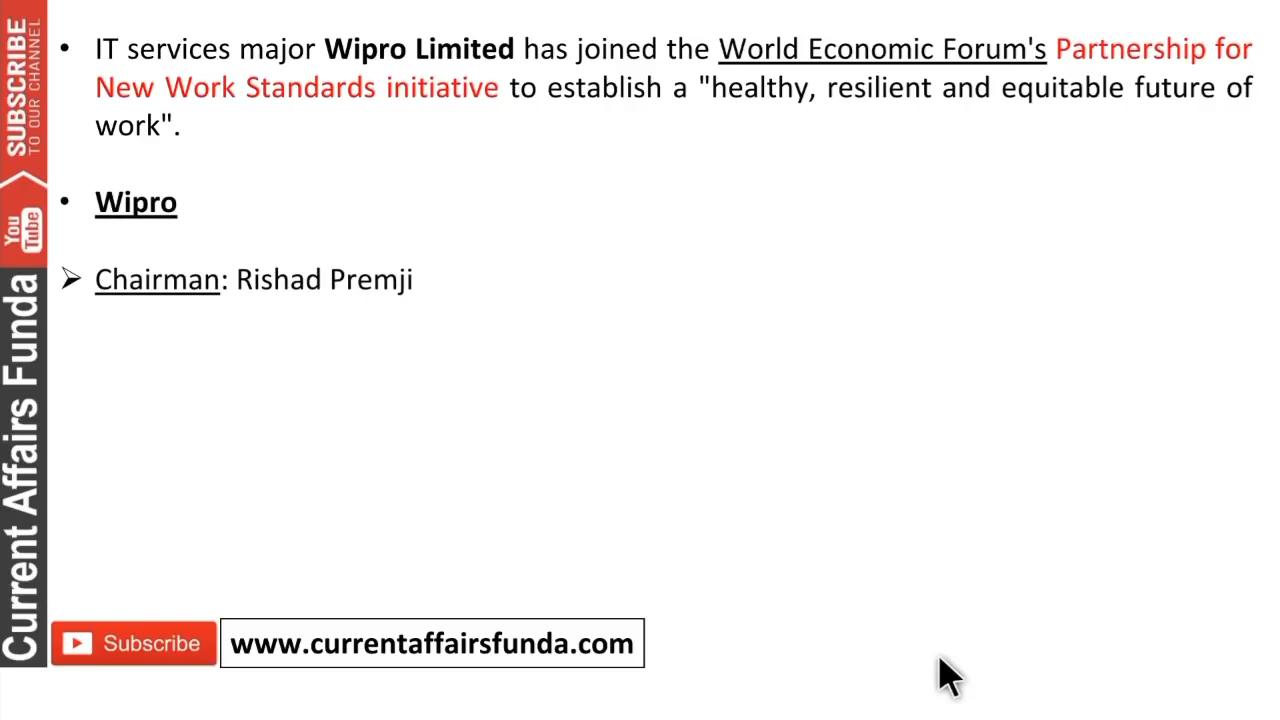 • IT services major Wipro Limited has joined the World Economic Forum's Partnership for
New Work Standards initiative to establish a "healthy, resilient and equitable future of
work".
• Wipro
➢ Chairman: Rishad Premji
SUBSCRIBE
TO OUR CHANNEL
You
Tube
Current Affairs Funda
Subscribe
www.currentaffairsfunda.com